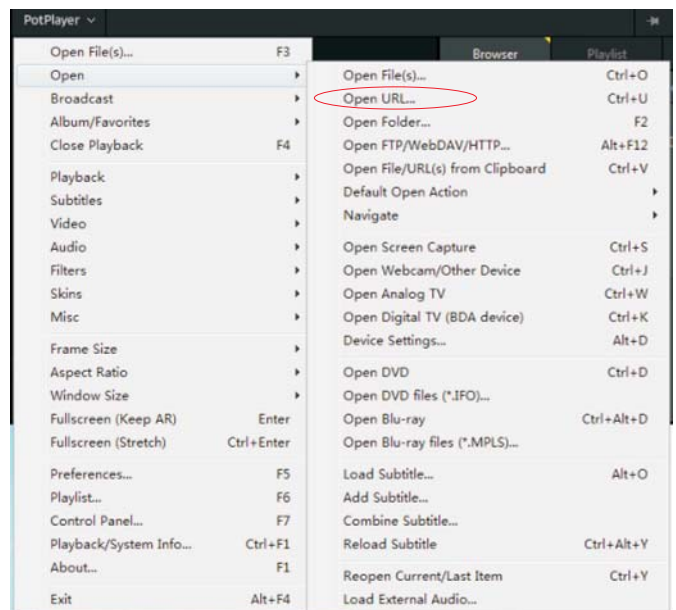 PotPlayer
Browser
Playlist
Open File(s)... F3
Open
Broadcast
Album/Favorites
Close Playback F4
Playback
Subtitles
Video
Audio
Filters
Skins
Misc
Frame Size
Aspect Ratio
Window Size
Fullscreen (Keep AR) Enter
Fullscreen (Stretch) Ctrl+Enter
Preferences... F5
Playlist... F6
Control Panel... F7
Playback/System Info... Ctrl+F1
About... F1
Exit Alt+F4
Open File(s)... Ctrl+O
Open URL... Ctrl+U
Open Folder... F2
Open FTP/WebDAV/HTTP... Alt+F12
Open File/URL(s) from Clipboard Ctrl+V
Default Open Action
Navigate
Open Screen Capture Ctrl+S
Open Webcam/Other Device Ctrl+J
Open Analog TV Ctrl+W
Open Digital TV (BDA device) Ctrl+K
Device Settings... Alt+D
Open DVD Ctrl+D
Open DVD files (*.IFO)...
Open Blu-ray Ctrl+Alt+D
Open Blu-ray files (*.MPLS)...
Load Subtitle... Alt+O
Add Subtitle...
Combine Subtitle...
Reload Subtitle Ctrl+Alt+Y
Reopen Current/Last Item Ctrl+Y
Load External Audio...